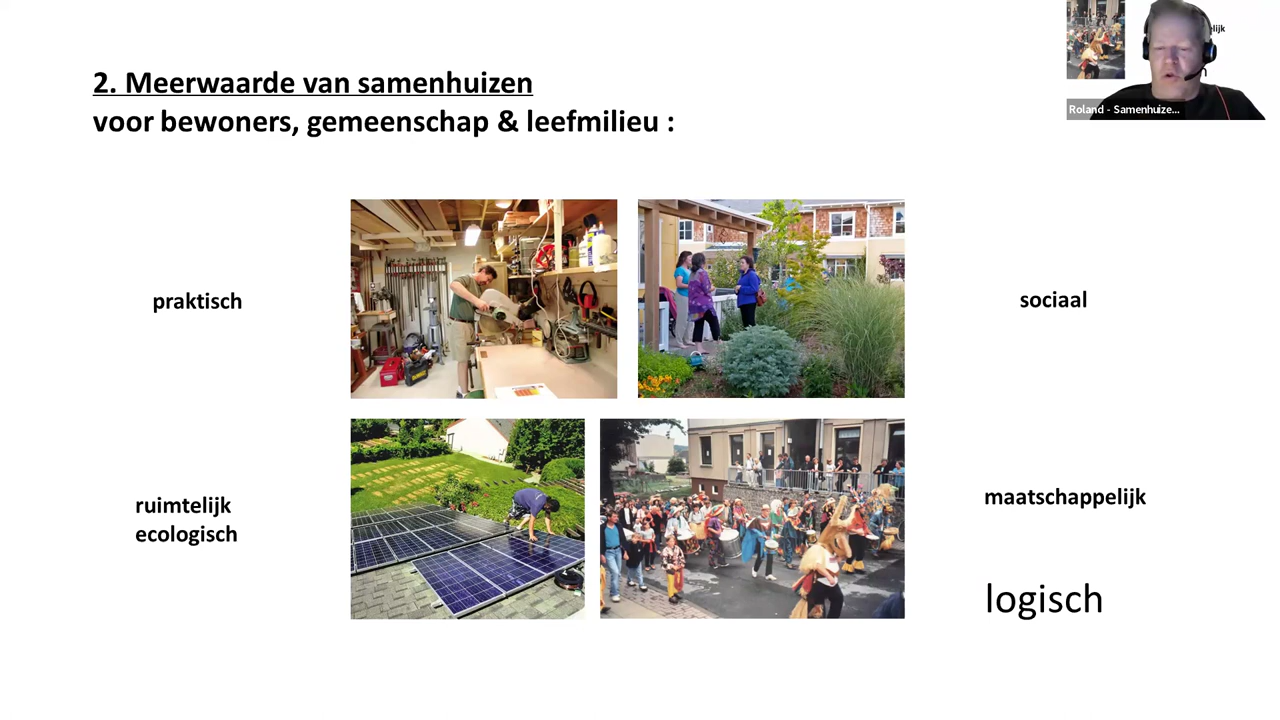 2. Meerwaarde van samenhuizen
voor bewoners, gemeenschap & leefmilieu :
Roland - Samenhuize...
praktisch
sociaal
ruimtelijk
ecologisch
maatschappelijk
logisch